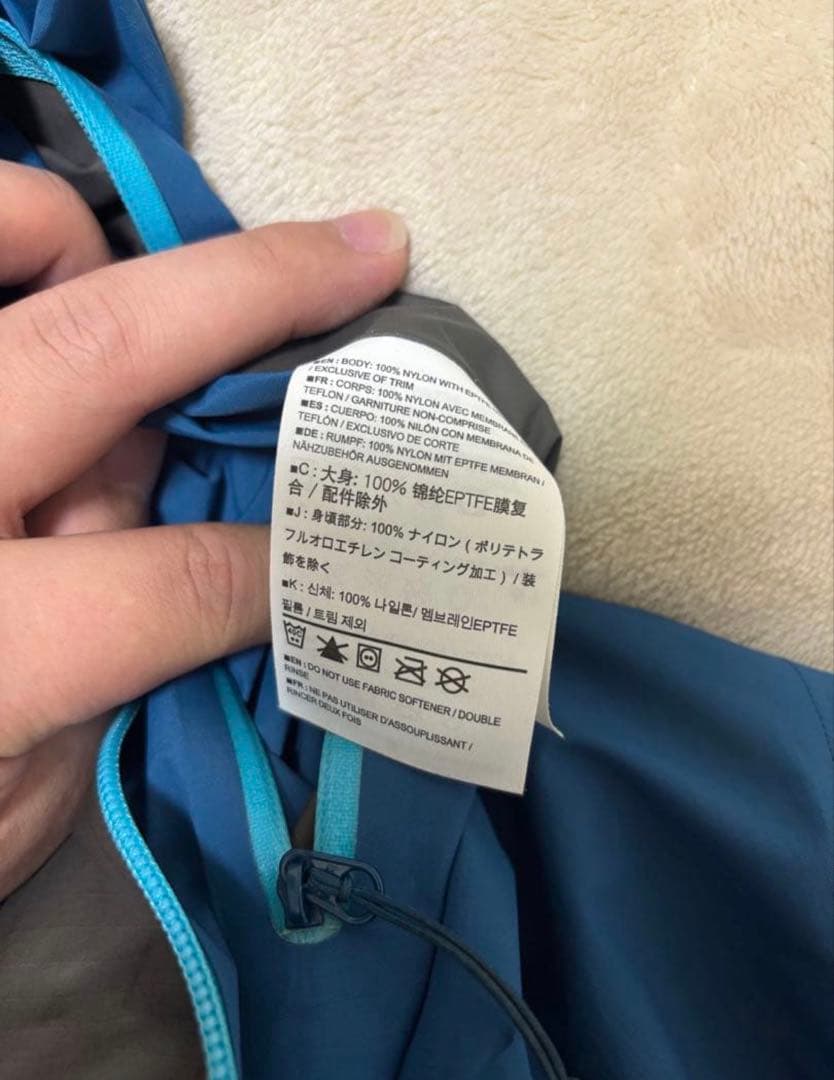 ■EN : BODY: 100% NYLON WITH
/ EXCLUSIVE OF TRIM
■FR : CORPS: 100% NYLON AVEC MEMBRANE
TEFLON / GARNITURE NON-COMPRISE
■ES : CUERPO: 100% NILÓN CON MEMBRANA DE
TEFLÓN / EXCLUSIVO DE CORTE
■DE : RUMPF: 100% NYLON MIT EPTFE MEMBRAN /
NÄHZUBEHÖR AUSGENOMMEN
■C : 大身: 100% 锦纶EPTFE膜复
合 / 配件除外
■J : 身頃部分: 100% ナイロン ( ポリテトラ
フルオロエチレン コーティング加工 ) / 装
飾を除く
■K : 신체: 100% 나일론/ 멤브레인EPTFE
필름 / 트림 제외
40C
■EN : DO NOT USE FABRIC SOFTENER / DOUBLE
RINSE
■FR : NE PAS UTILISER D'ASSOUPLISSANT /
RINCER DEUX FOIS